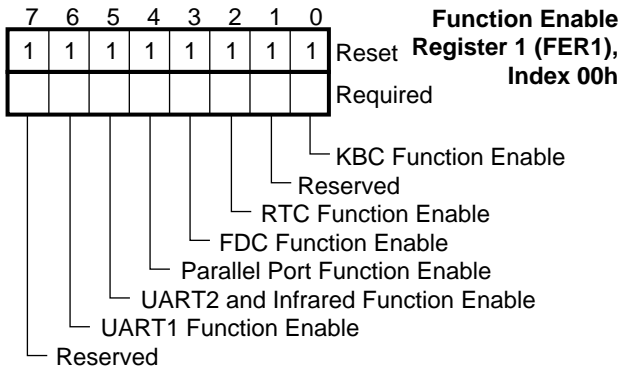 7 6 5 4 3 2 1 0
Function Enable
Register 1 (FER1),
Index 00h
1 1 1 1 1 1 1 1 Reset
Required
KBC Function Enable
Reserved
RTC Function Enable
FDC Function Enable
Parallel Port Function Enable
UART2 and Infrared Function Enable
UART1 Function Enable
Reserved